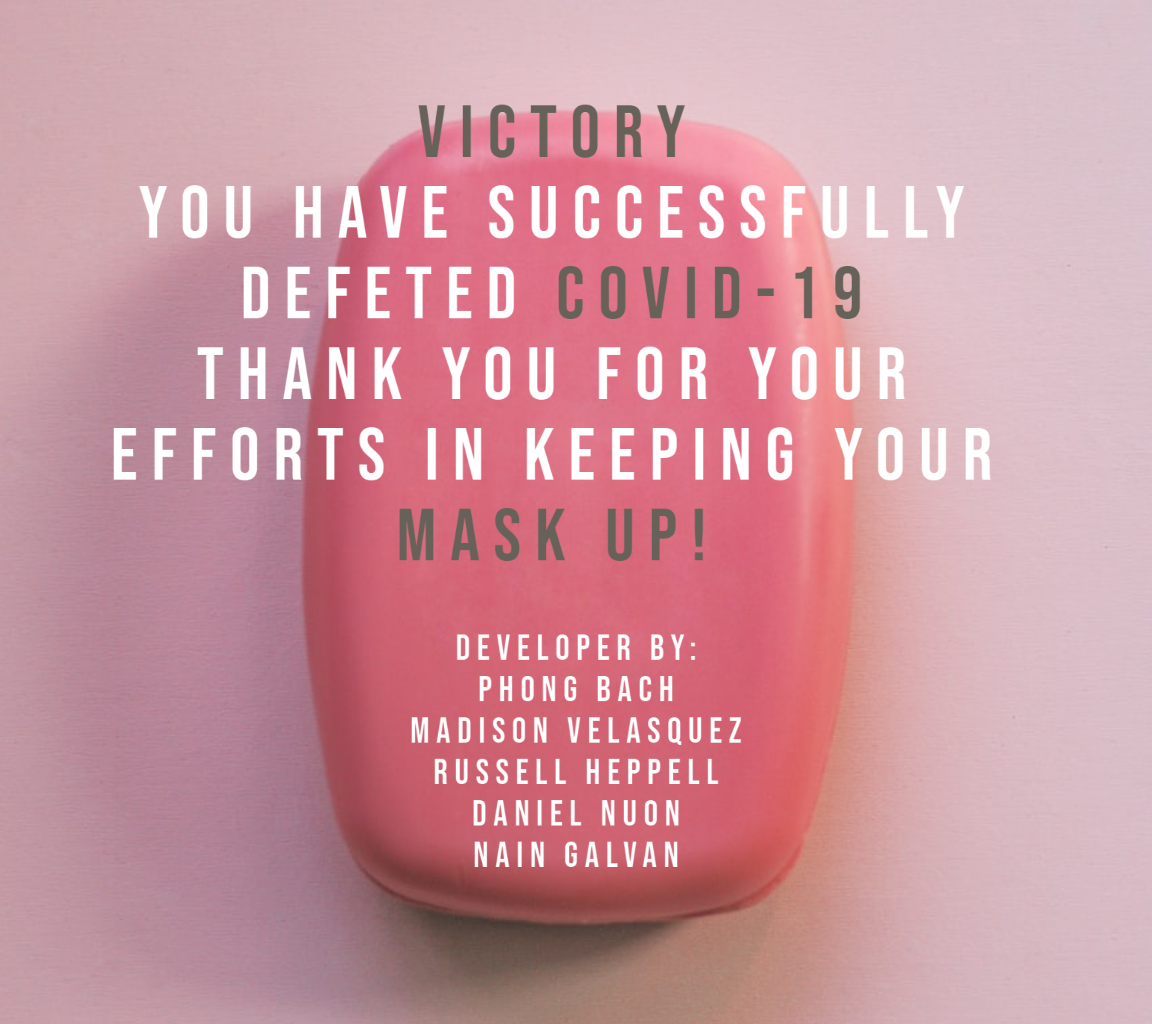 VICTORY
YOU HAVE SUCCESSFULLY
DEFETED COVID-19
THANK YOU FOR YOUR
EFFORTS IN KEEPING YOUR
MASK UP!
DEVELOPER BY:
PHONG BACH
MADISON VELASQUEZ
RUSSELL HEPPELL
DANIEL NUON
NAIN GALVAN